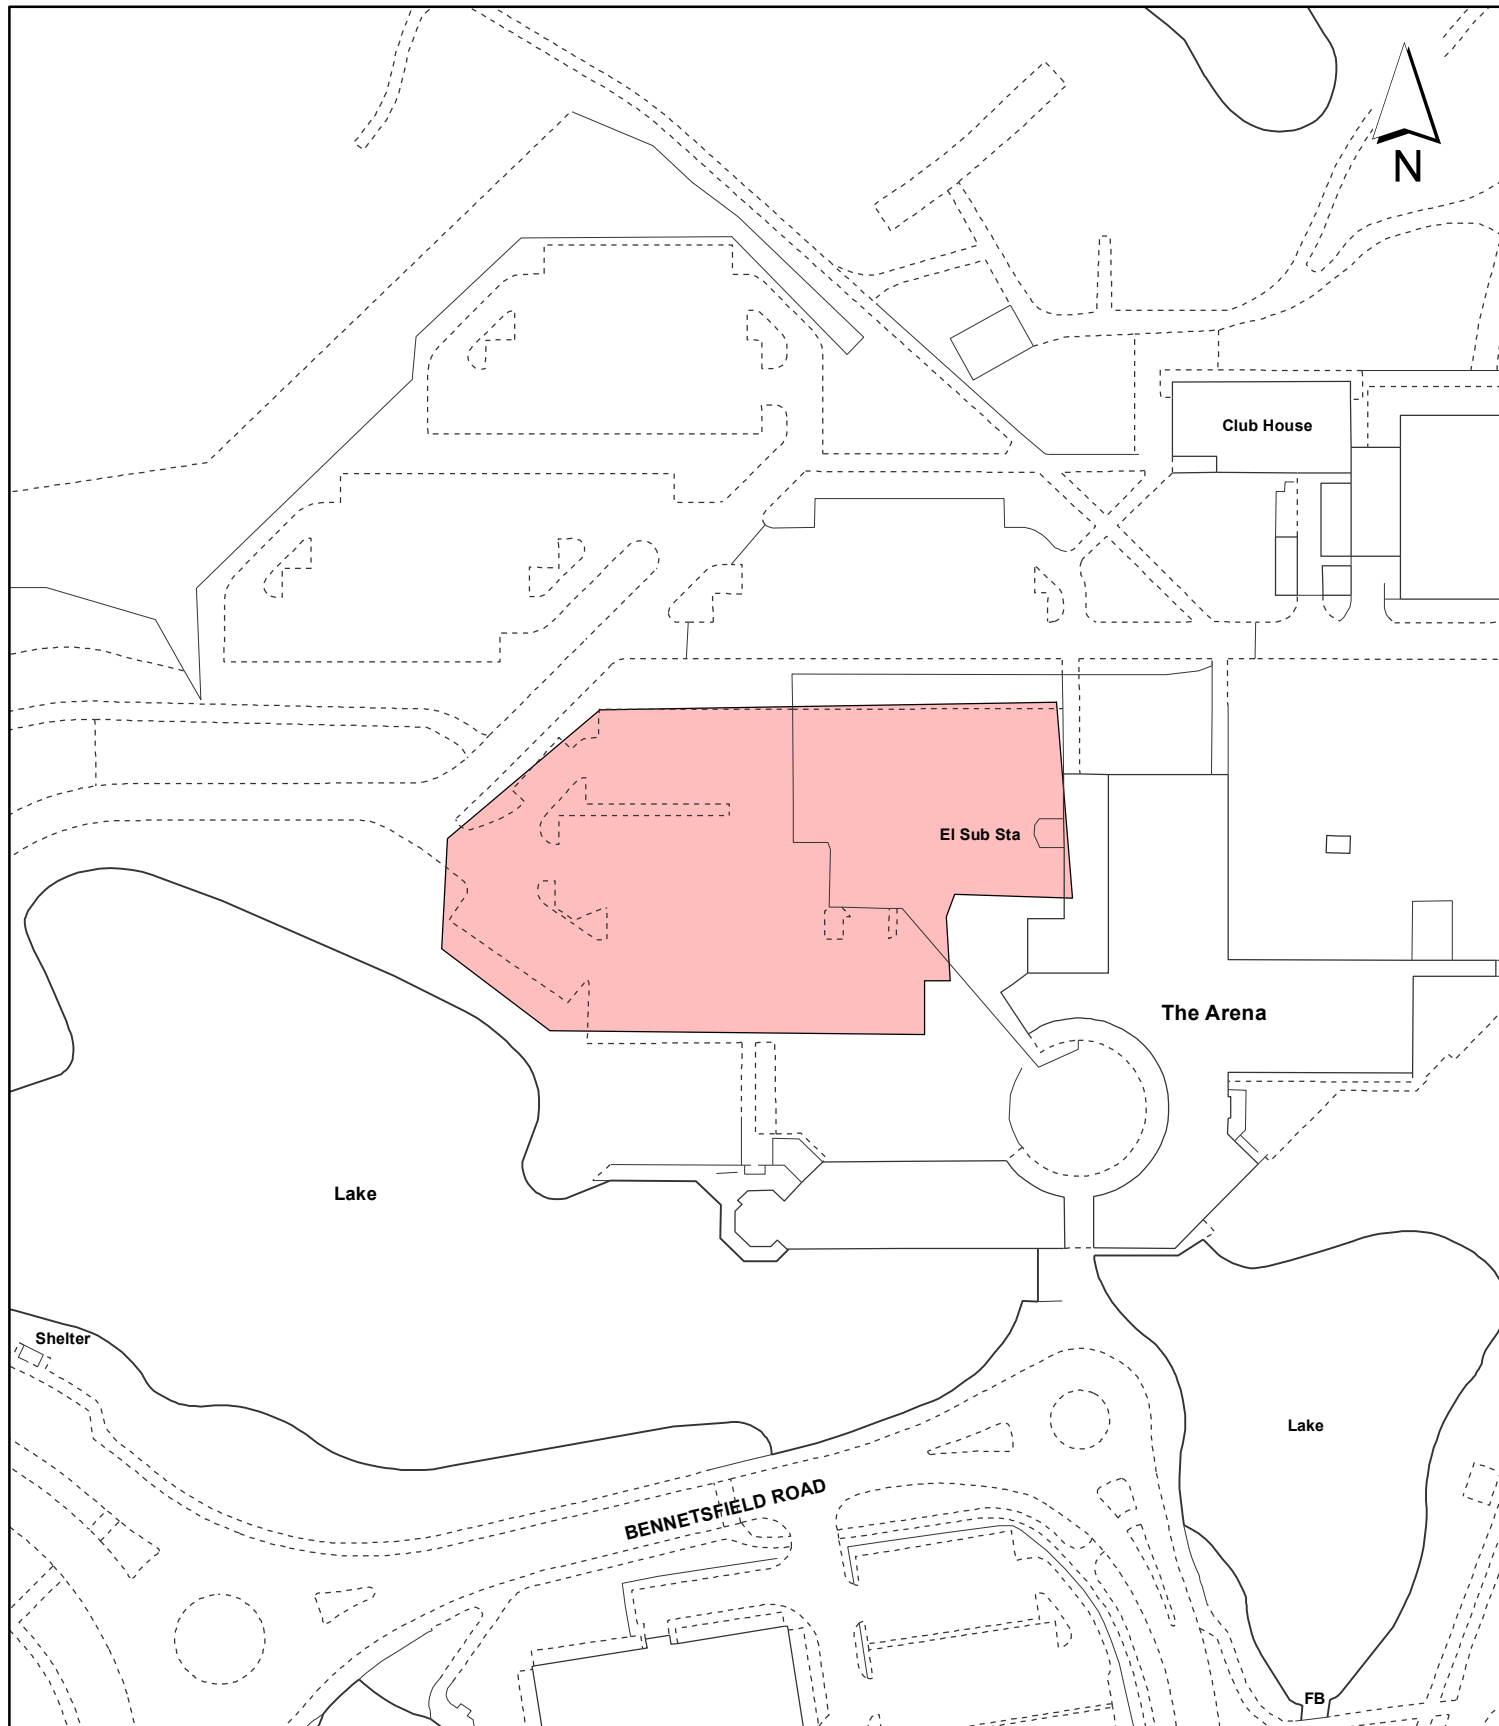 N
Club House
El Sub Sta
The Arena
Lake
Shelter
Lake
BENNETSFIELD ROAD
FB